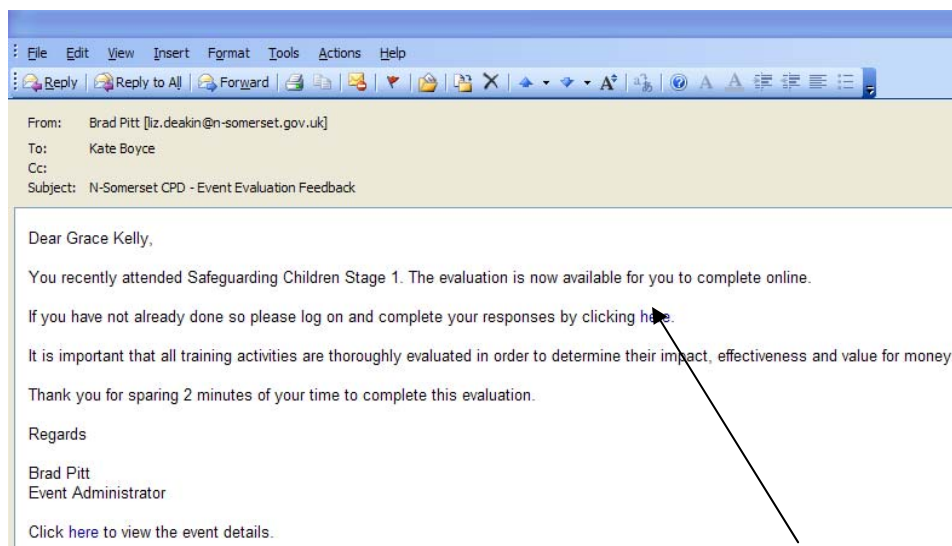 File Edit View Insert Format Tools Actions Help
Reply Reply to All Forward
From: Brad Pitt [liz.deakin@n-somerset.gov.uk]
To: Kate Boyce
Cc:
Subject: N-Somerset CPD - Event Evaluation Feedback
Dear Grace Kelly,
You recently attended Safeguarding Children Stage 1. The evaluation is now available for you to complete online.
If you have not already done so please log on and complete your responses by clicking here.
It is important that all training activities are thoroughly evaluated in order to determine their impact, effectiveness and value for money
Thank you for sparing 2 minutes of your time to complete this evaluation.
Regards
Brad Pitt
Event Administrator
Click here to view the event details.